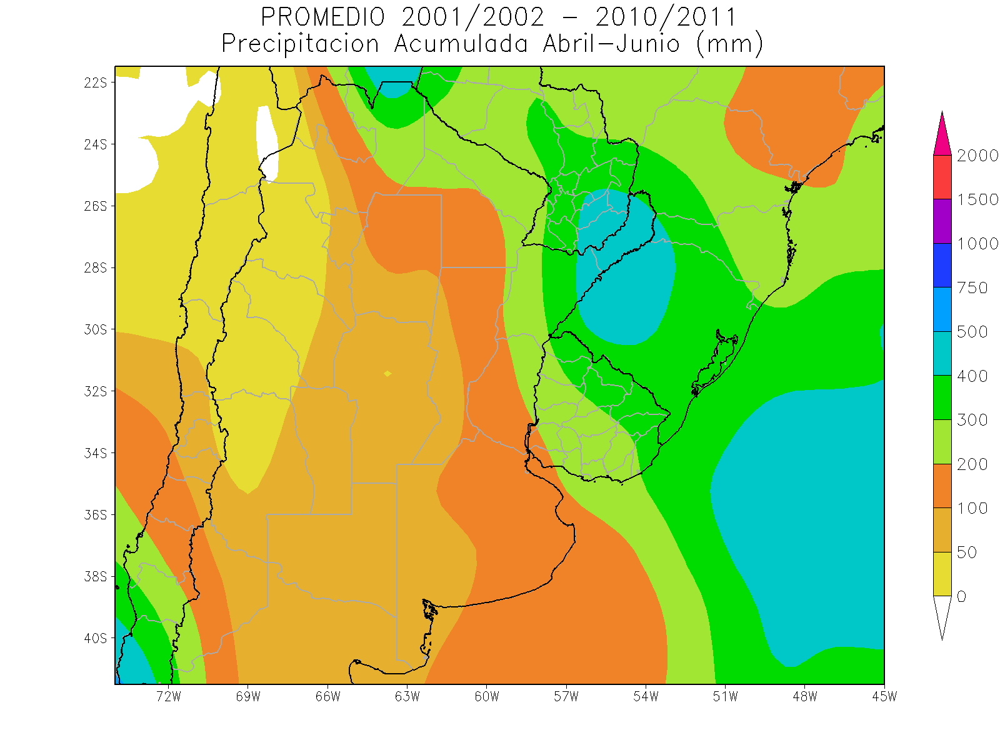 PROMEDIO 2001/2002 - 2010/2011
Precipitacion Acumulada Abril-Junio (mm)
22S
24S
26S
28S
30S
32S
34S
36S
38S
40S
72W
69W
66W
63W
60W
57W
54W
51W
48W
45W
2000
1500
1000
750
500
400
300
200
100
50
0